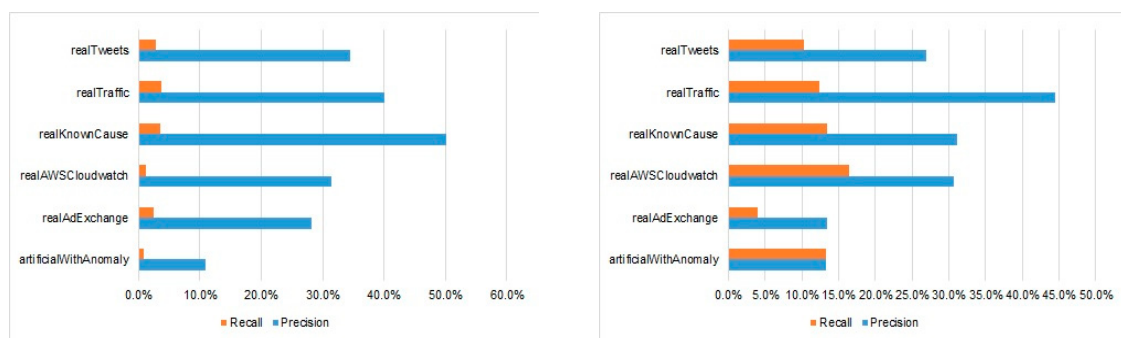 realTweets
realTraffic
realKnownCause
realAWSCloudwatch
realAdExchange
artificialWithAnomaly
0.0% 10.0% 20.0% 30.0% 40.0% 50.0% 60.0%
Recall Precision
realTweets
realTraffic
realKnownCause
realAWSCloudwatch
realAdExchange
artificialWithAnomaly
0.0% 5.0% 10.0% 15.0% 20.0% 25.0% 30.0% 35.0% 40.0% 45.0% 50.0%
Recall Precision